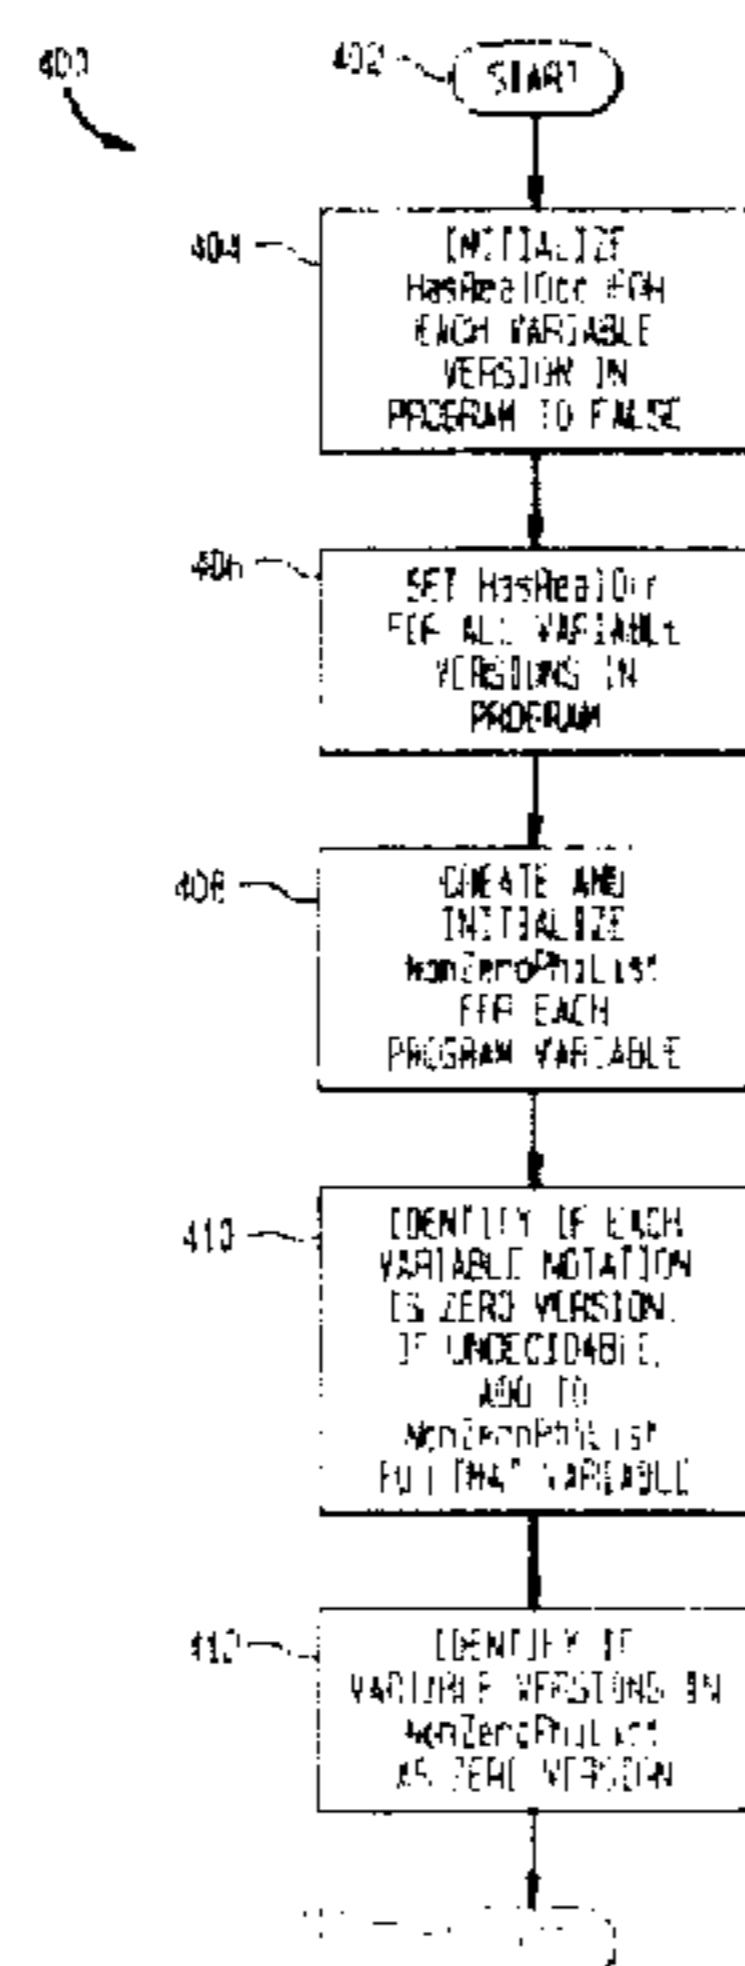 400
402
START
404
INITIALIZE
HasRealOcc FOR
EACH VARIABLE
VERSION IN
PROGRAM TO FALSE
406
SET HasRealOcc
FOR ALL VARIABLE
VERSIONS IN
PROGRAM
408
CREATE AND
INITIALIZE
NonZeroPhiList
FOR EACH
PROGRAM VARIABLE
410
IDENTIFY IF EACH
VARIABLE NOTATION
IS ZERO VERSION.
IF UNDECIDABLE,
ADD TO
NonZeroPhiList
THAT VARIABLE
412
IDENTIFY IF
VARIABLE VERSIONS IN
NonZeroPhiList
AS ZERO VERSION